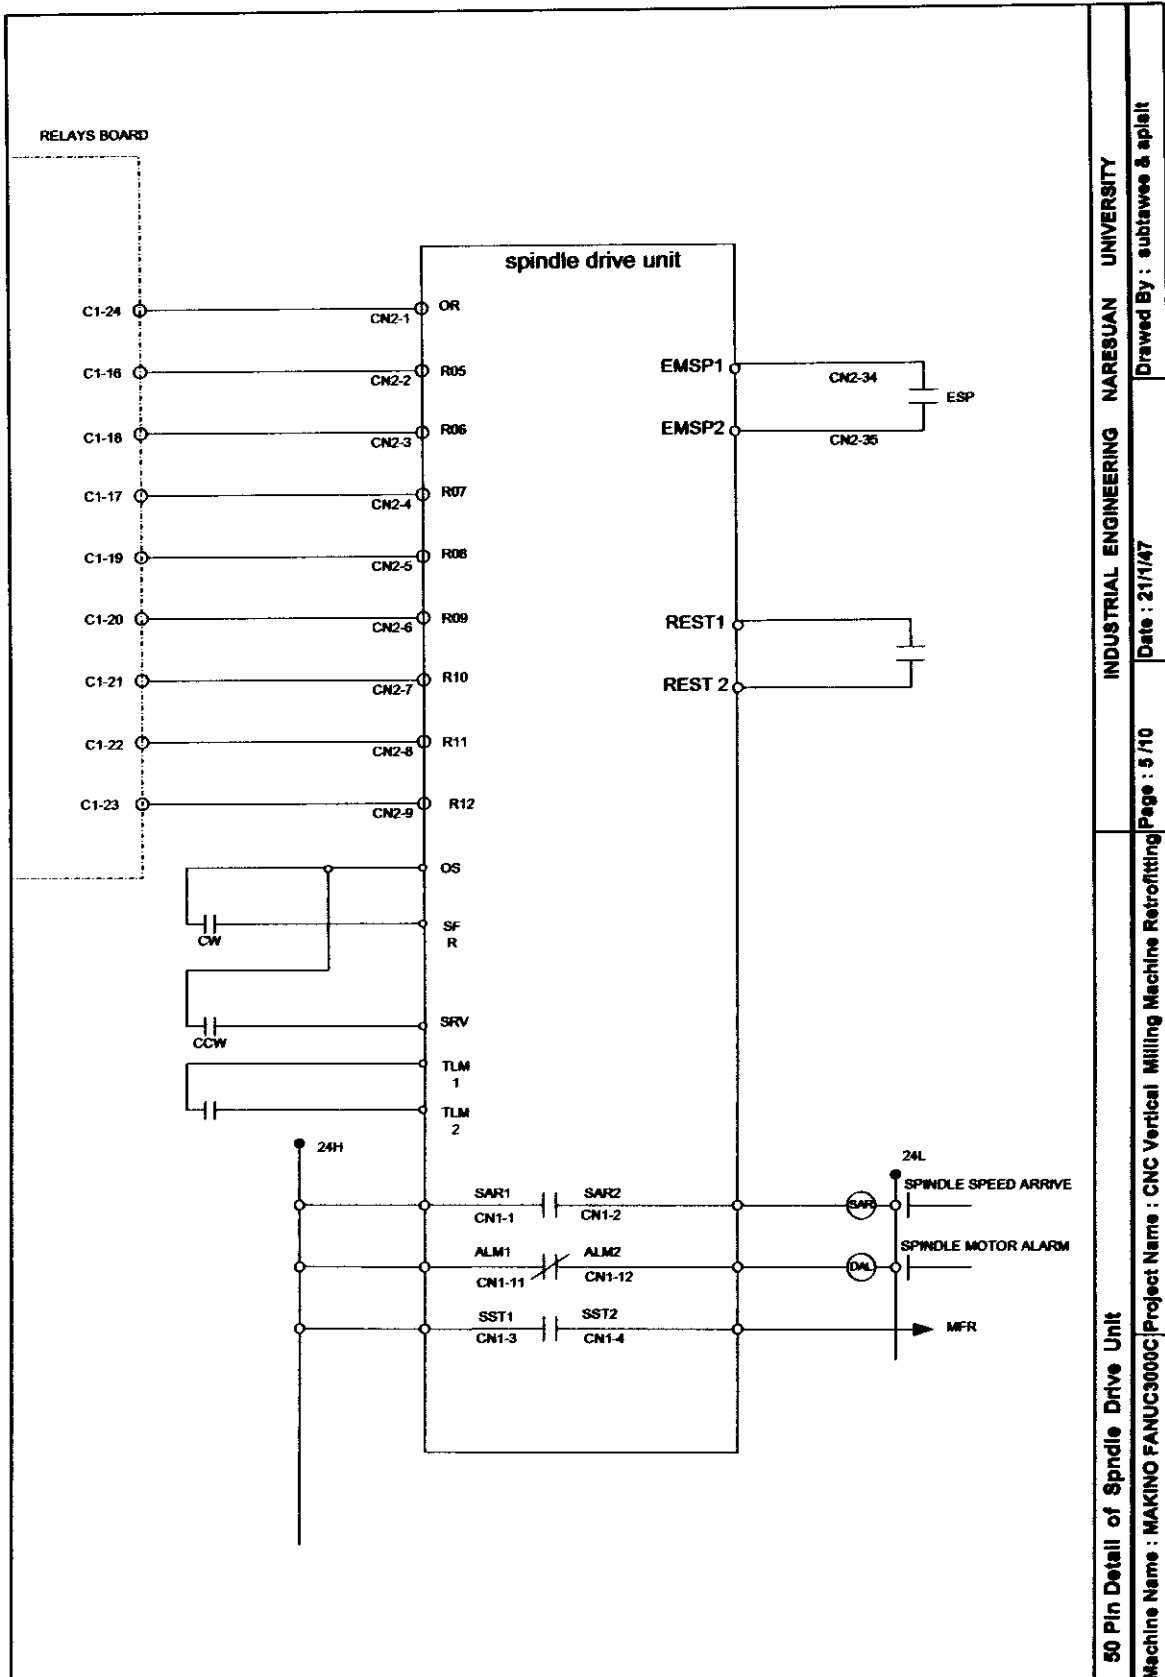 RELAYS BOARD
spindle drive unit
C1-24
CN2-1
OR
C1-16
CN2-2
R05
C1-18
CN2-3
R06
C1-17
CN2-4
R07
C1-19
CN2-5
R08
C1-20
CN2-6
R09
C1-21
CN2-7
R10
C1-22
CN2-8
R11
C1-23
CN2-9
R12
OS
CW
SF
R
CCW
SRV
TLM
1
TLM
2
EMSP1
CN2-34
ESP
EMSP2
CN2-35
REST1
REST 2
24H
24L
SAR1
SAR2
CN1-1
CN1-2
SAR
SPINDLE SPEED ARRIVE
ALM1
ALM2
CN1-11
CN1-12
DAL
SPINDLE MOTOR ALARM
SST1
SST2
CN1-3
CN1-4
MFR
50 Pin Detail of Spndle Drive Unit
INDUSTRIAL ENGINEERING NARESUAN UNIVERSITY
Machine Name : MAKINO FANUC3000C
Project Name : CNC Vertical Milling Machine Retrofitting
Page : 5 /10
Date : 21/1/47
Drawed By : subtawee & apisit